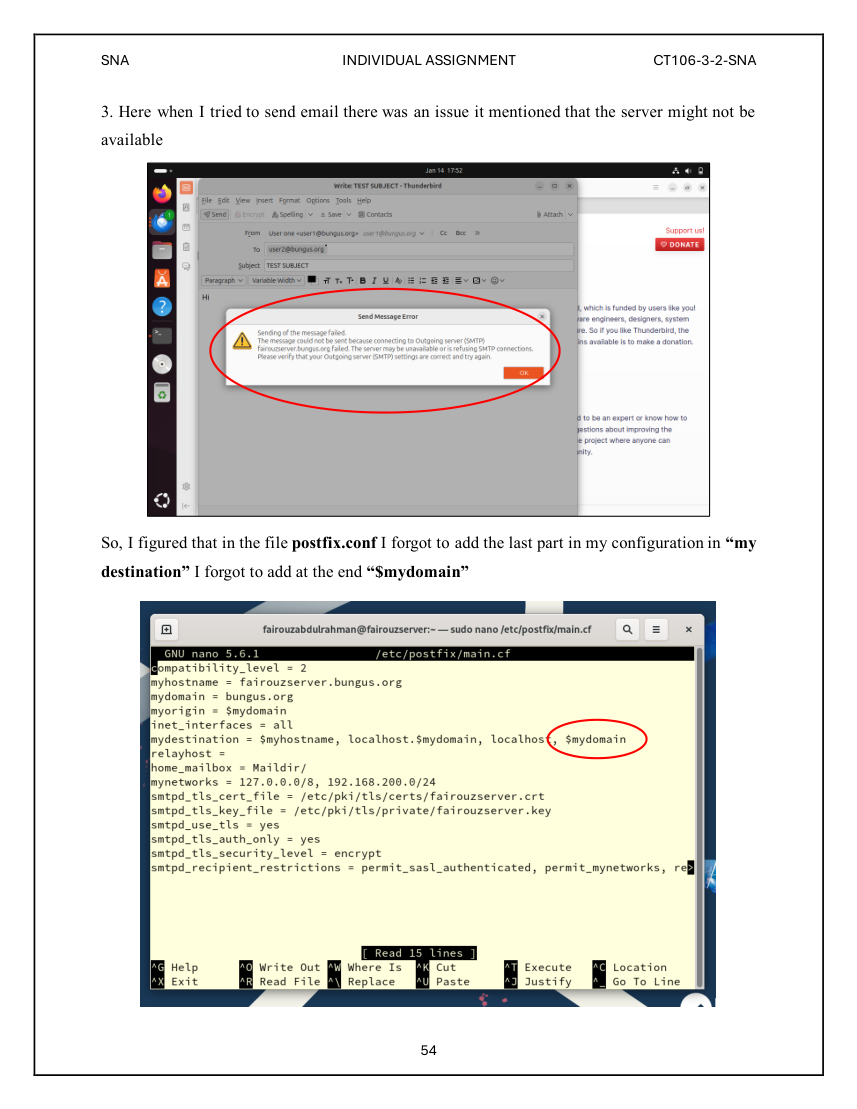 SNA INDIVIDUAL ASSIGNMENT CT106-3-2-SNA
3. Here when I tried to send email there was an issue it mentioned that the server might not be
available
Jan 14 17:52
Write: TEST SUBJECT - Thunderbird
File Edit View Insert Format Options Tools Help
Send Encrypt Spelling Save Contacts Attach
From User one <user1@bungus.org> user1@bungus.org Cc Bcc
To user2@bungus.org
Subject TEST SUBJECT
Paragraph Variable Width
Hi
Support us!
DONATE
Send Message Error
Sending of the message failed.
The message could not be sent because connecting to Outgoing server (SMTP)
fairouzserver.bungus.org failed. The server may be unavailable or is refusing SMTP connections.
Please verify that your Outgoing server (SMTP) settings are correct and try again.
OK
, which is funded by users like you!
are engineers, designers, system
re. So if you like Thunderbird, the
ns available is to make a donation.
d to be an expert or know how to
gestions about improving the
e project where anyone can
unity.
So, I figured that in the file postfix.conf I forgot to add the last part in my configuration in “my
destination” I forgot to add at the end “$mydomain”
fairouzabdulrahman@fairouzserver:~ — sudo nano /etc/postfix/main.cf
GNU nano 5.6.1 /etc/postfix/main.cf
compatibility_level = 2
myhostname = fairouzserver.bungus.org
mydomain = bungus.org
myorigin = $mydomain
inet_interfaces = all
mydestination = $myhostname, localhost.$mydomain, localhost, $mydomain
relayhost =
home_mailbox = Maildir/
mynetworks = 127.0.0.0/8, 192.168.200.0/24
smtpd_tls_cert_file = /etc/pki/tls/certs/fairouzserver.crt
smtpd_tls_key_file = /etc/pki/tls/private/fairouzserver.key
smtpd_use_tls = yes
smtpd_tls_auth_only = yes
smtpd_tls_security_level = encrypt
smtpd_recipient_restrictions = permit_sasl_authenticated, permit_mynetworks, re>
[ Read 15 lines ]
^G Help ^O Write Out ^W Where Is ^K Cut ^T Execute ^C Location
^X Exit ^R Read File ^\ Replace ^U Paste ^J Justify ^_ Go To Line
54